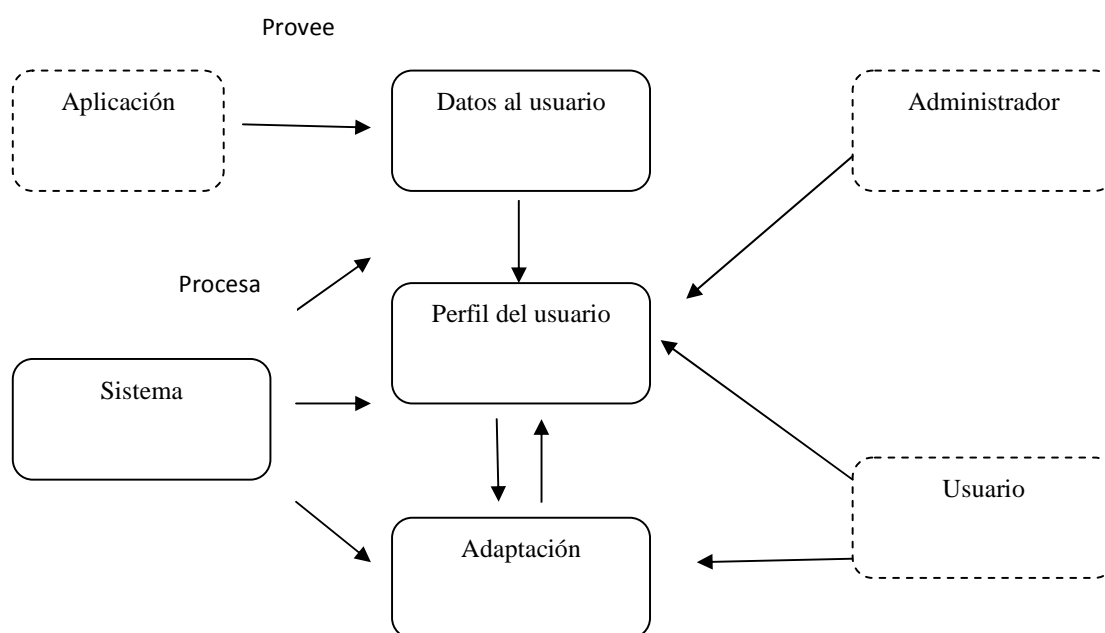 Provee
Aplicación
Datos al usuario
Administrador
Procesa
Perfil del usuario
Sistema
Usuario
Adaptación